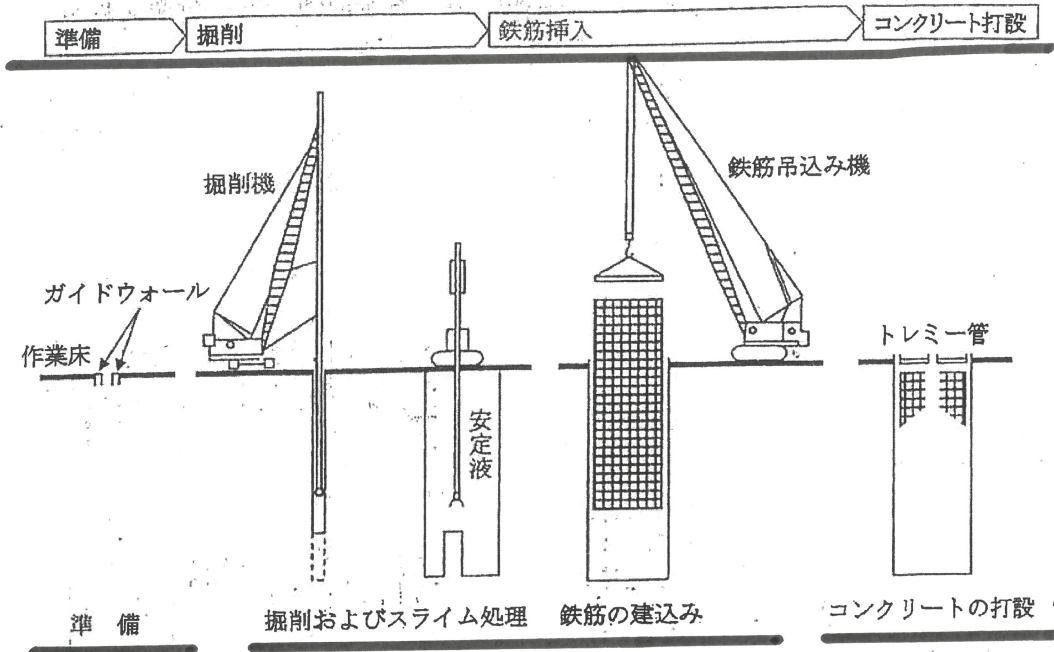 準備
掘削
鉄筋挿入
コンクリート打設
掘削機
鉄筋吊込み機
ガイドウォール
作業床
トレミー管
安定液
準 備
掘削およびスライム処理
鉄筋の建込み
コンクリートの打設